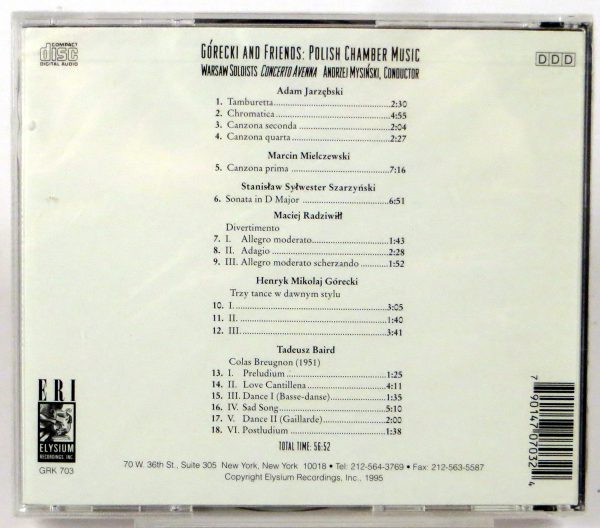 COMPACT
disc
DIGITAL AUDIO
GÓRECKI AND FRIENDS: POLISH CHAMBER MUSIC
WARSAW SOLOISTS CONCERTO AVENNA ANDRZEJ MYSIŃSKI, CONDUCTOR
DDD
Adam Jarzębski
1. Tamburetta 2:30
2. Chromatica 4:55
3. Canzona seconda 2:04
4. Canzona quarta 2:27
Marcin Mielczewski
5. Canzona prima 7:16
Stanisław Sylwester Szarzyński
6. Sonata in D Major 6:51
Maciej Radziwiłł
Divertimento
7. I. Allegro moderato 1:43
8. II. Adagio 2:28
9. III. Allegro moderato scherzando 1:52
Henryk Mikolaj Górecki
Trzy tance w dawnym stylu
10. I. 3:05
11. II. 1:40
12. III. 3:41
Tadeusz Baird
Colas Breugnon (1951)
13. I. Preludium 1:25
14. II. Love Cantillena 4:11
15. III. Dance I (Basse-danse) 1:35
16. IV. Sad Song 5:10
17. V. Dance II (Gaillarde) 2:00
18. VI. Postludium 1:38
TOTAL TIME: 56:52
ERI
ELYSIUM
RECORDINGS, INC.
GRK 703
70 W. 36th St., Suite 305 New York, New York 10018 • Tel: 212-564-3769 • Fax: 212-563-5587
Copyright Elysium Recordings, Inc., 1995
7 90147 07032 4